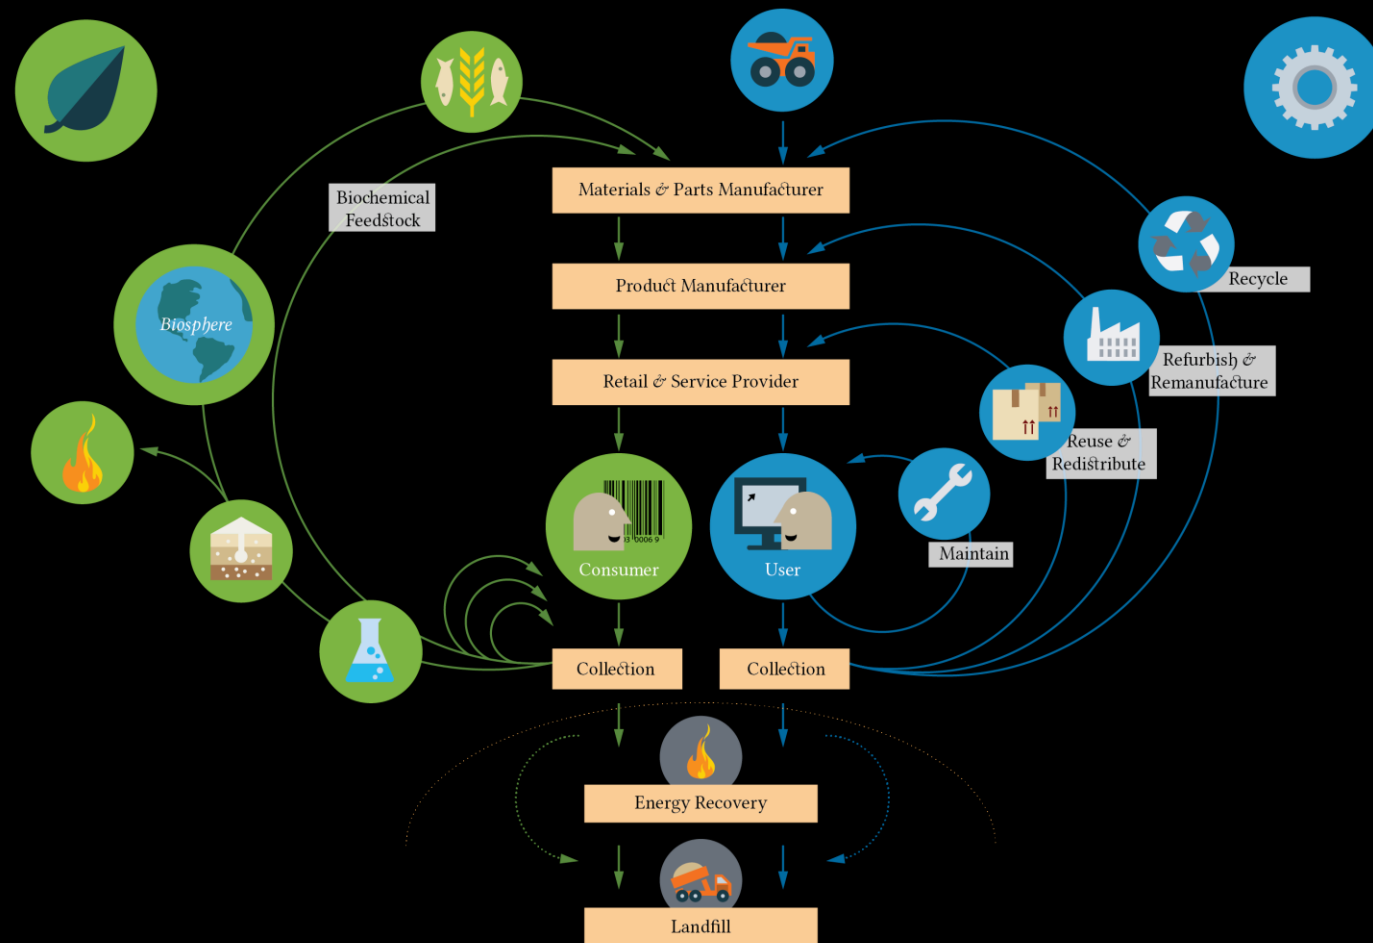 Biochemical
Feedstock
Materials & Parts Manufacturer
Biosphere
Product Manufacturer
Recycle
Retail & Service Provider
Refurbish &
Remanufacture
Reuse &
Redistribute
Maintain
Consumer
User
Collection
Collection
Energy Recovery
Landfill